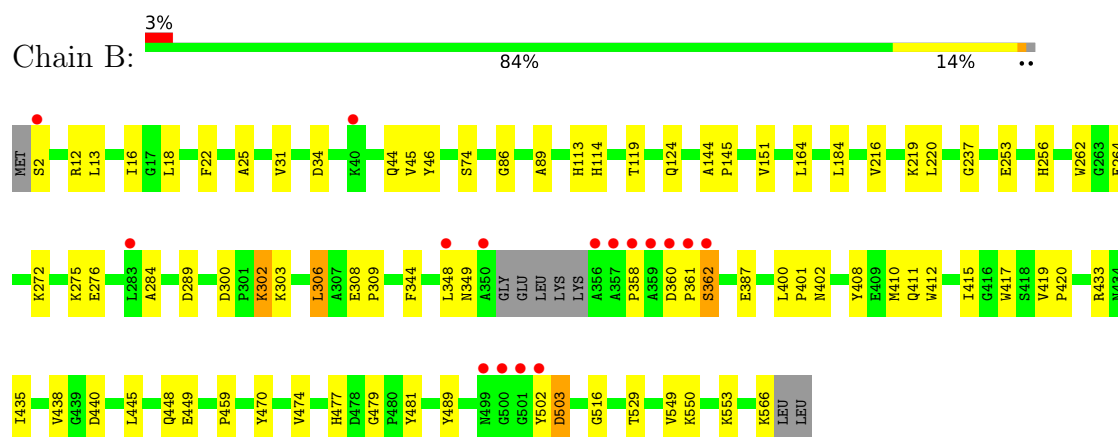 3%
Chain B:
84% 14% ••
MET S2 R12 L13 I16 G17 L18 F22 A25 V31 D34 K40 Q44 V45 Y46 S74 G86 A89 H113 H114 T119 Q124 A144 P145 V151 L164 L184 V216 K219 L220 G237 E253 H256 W262 G263
K272 K275 E276 L283 A284 D289 D300 P301 K302 K303 L306 A307 E308 P309 F344 L348 N349 A350 GLY GLU LEU LYS LYS A356 A357 P358 A359 D360 P361 S362 E387 L400 P401 N402 Y408 E409 M410 Q411 W412 I415 G416 W417 S418 V419 P420 R433 N434
I435 V438 G439 D440 L445 Q448 E449 P459 Y470 V474 H477 D478 G479 P480 Y481 Y489 N499 G500 G501 Y502 D503 G516 T529 V549 K550 K553 K566 LEU LEU